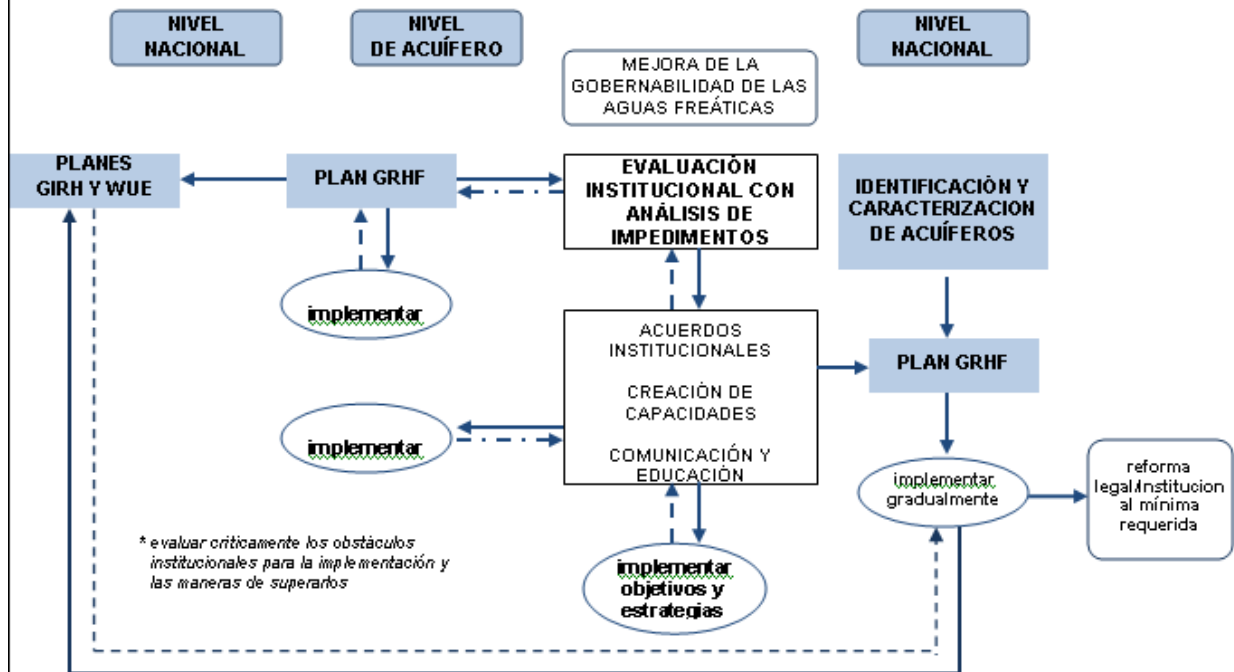 NIVEL
NACIONAL
NIVEL
DE ACUÍFERO
NIVEL
NACIONAL
MEJORA DE LA
GOBERNABILIDAD DE LAS
AGUAS FREÁTICAS
PLANES
GIRH Y WUE
PLAN GRHF
EVALUACIÓN
INSTITUCIONAL CON
ANÁLISIS DE
IMPEDIMENTOS
IDENTIFICACIÓN Y
CARACTERIZACION
DE ACUÍFEROS
implementar
ACUERDOS
INSTITUCIONALES
CREACIÓN DE
CAPACIDADES
COMUNICACIÓN Y
EDUCACIÓN
PLAN GRHF
implementar
implementar
gradualmente
reforma
legal/Institucion
al mínima
requerida
* evaluar críticamente los obstáculos
institucionales para la implementación y
las maneras de superarlos
implementar
objetivos y
estrategias